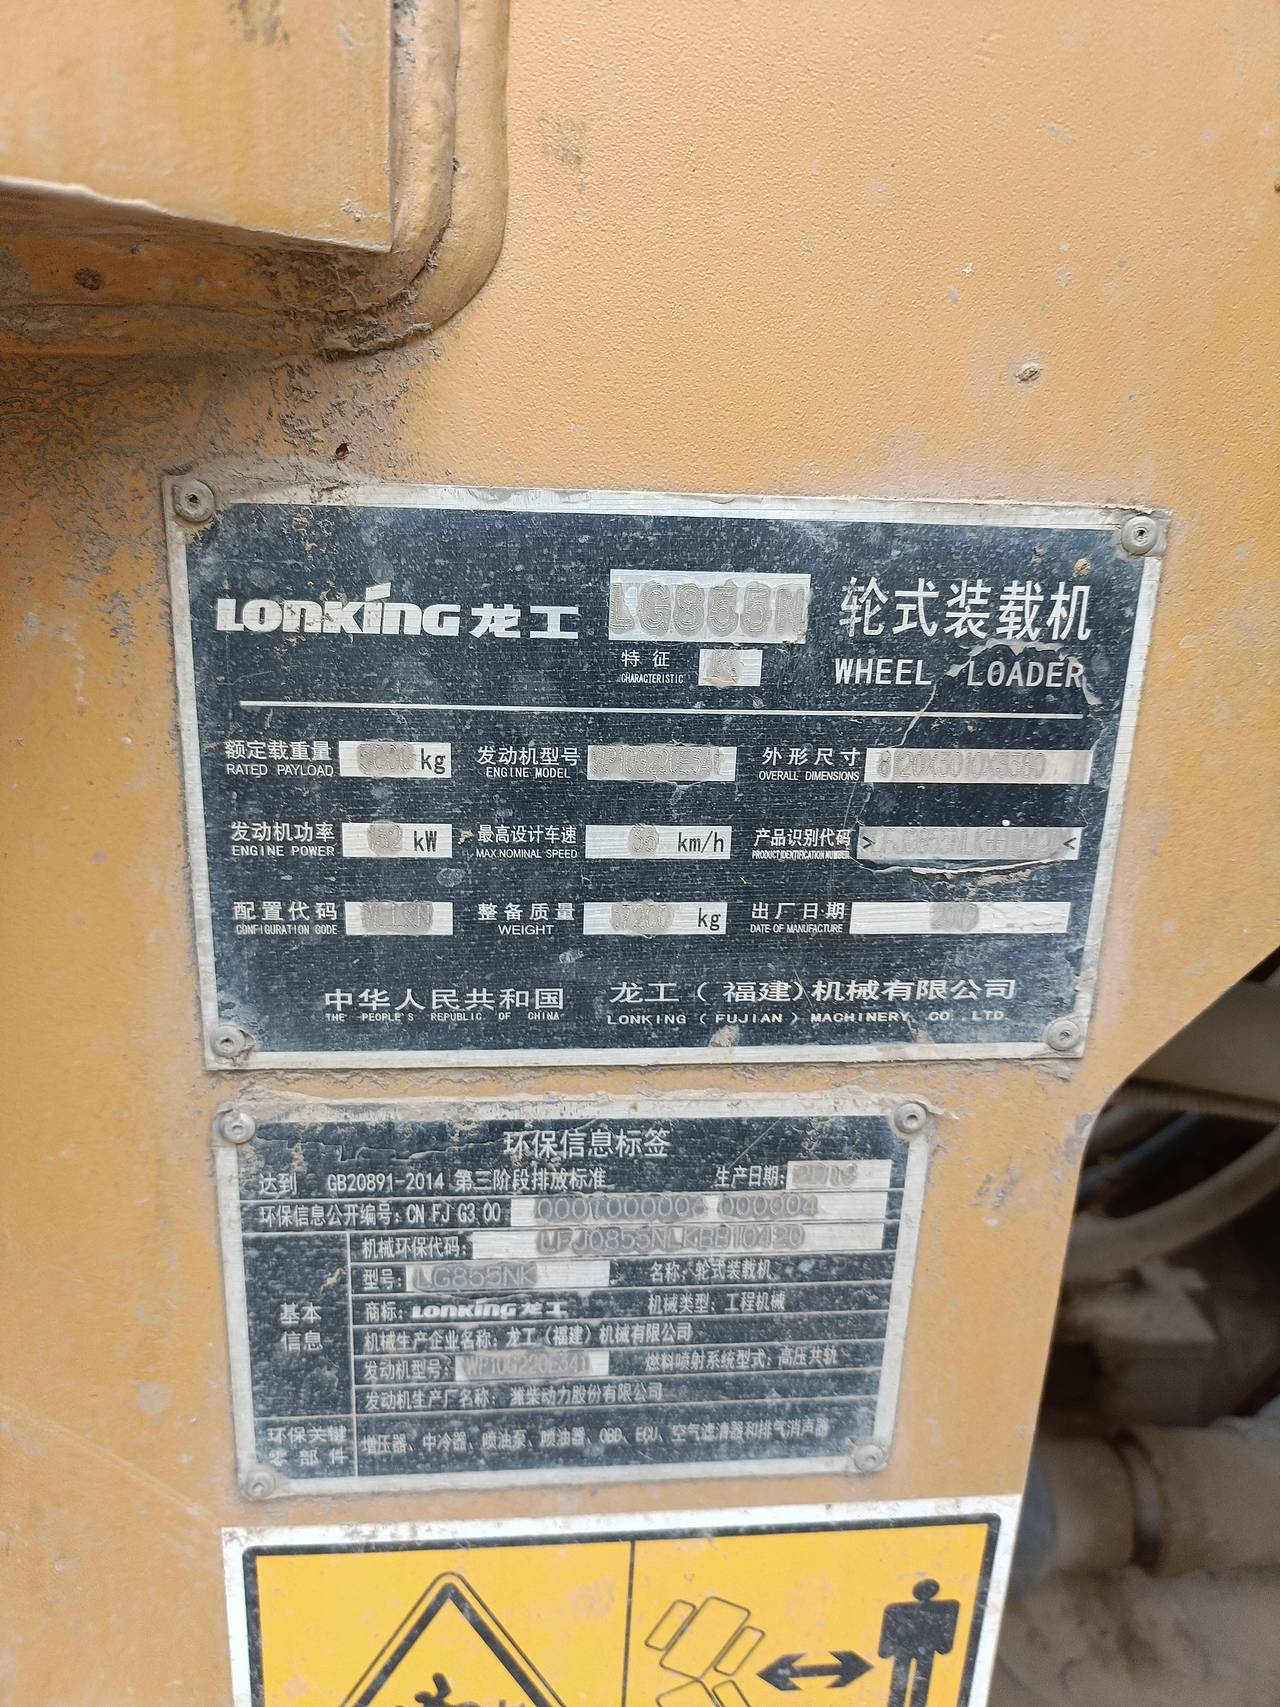 LONKING 龙工 LG855N 轮式装载机
特征 K WHEEL LOADER
CHARACTERISTIC
额定载重量 kg 发动机型号 外形尺寸
RATED PAYLOAD ENGINE MODEL OVERALL DIMENSIONS
发动机功率 162 kW 最高设计车速 36 km/h 产品识别代码 > <
ENGINE POWER MAX.NOMINAL SPEED PRODUCT IDENTIFICATION NUMBER
配置代码 整备质量 kg 出厂日期
CONFIGURATION CODE WEIGHT DATE OF MANUFACTURE
中华人民共和国 龙工(福建)机械有限公司
THE PEOPLE'S REPUBLIC OF CHINA LONKING (FUJIAN) MACHINERY CO.,LTD.
环保信息标签
达到 GB20891-2014 第三阶段排放标准 生产日期:
环保信息公开编号: CN FJ G3 00 000004
机械环保代码:
型号: LG855NK 名称: 轮式装载机
基本信息 商标: LONKING 龙工 机械类型: 工程机械
机械生产企业名称: 龙工(福建)机械有限公司
发动机型号: WP10G220E341 燃料喷射系统型式: 高压共轨
发动机生产厂名称: 潍柴动力股份有限公司
环保关键零部件 增压器、中冷器、喷油泵、喷油器、OBD、ECU、空气滤清器和排气消声器